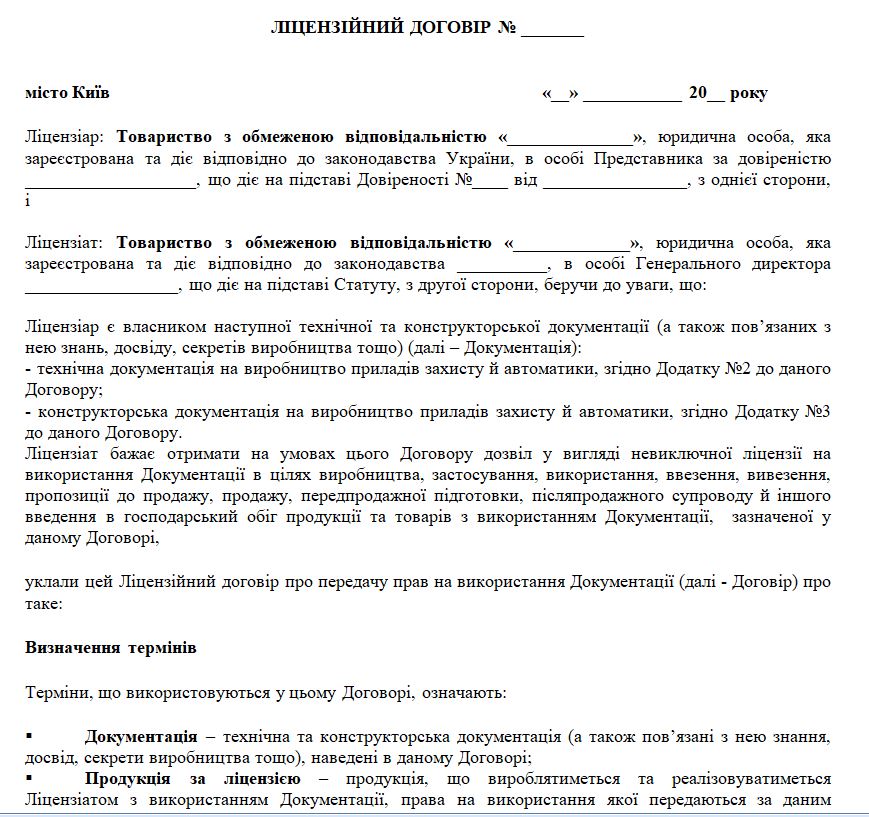 ЛІЦЕНЗІЙНИЙ ДОГОВІР № _______
місто Київ «__» ___________ 20__ року
Ліцензіар: Товариство з обмеженою відповідальністю «______________», юридична особа, яка
зареєстрована та діє відповідно до законодавства України, в особі Представника за довіреністю
___________________, що діє на підставі Довіреності №____ від ________________, з однієї сторони,
і
Ліцензіат: Товариство з обмеженою відповідальністю «_____________», юридична особа, яка
зареєстрована та діє відповідно до законодавства __________, в особі Генерального директора
_________________, що діє на підставі Статуту, з другої сторони, беручи до уваги, що:
Ліцензіар є власником наступної технічної та конструкторської документації (а також пов’язаних з
нею знань, досвіду, секретів виробництва тощо) (далі – Документація):
- технічна документація на виробництво приладів захисту й автоматики, згідно Додатку №2 до даного
Договору;
- конструкторська документація на виробництво приладів захисту й автоматики, згідно Додатку №3
до даного Договору.
Ліцензіат бажає отримати на умовах цього Договору дозвіл у вигляді невиключної ліцензії на
використання Документації в цілях виробництва, застосування, використання, ввезення, вивезення,
пропозиції до продажу, продажу, передпродажної підготовки, післяпродажного супроводу й іншого
введення в господарський обіг продукції та товарів з використанням Документації, зазначеної у
даному Договорі,
уклали цей Ліцензійний договір про передачу прав на використання Документації (далі - Договір) про
таке:
Визначення термінів
Терміни, що використовуються у цьому Договорі, означають:
▪ Документація – технічна та конструкторська документація (а також пов’язані з нею знання,
досвід, секрети виробництва тощо), наведені в даному Договорі;
▪ Продукція за ліцензією – продукція, що вироблятиметься та реалізовуватиметься
Ліцензіатом з використанням Документації, права на використання якої передаються за даним